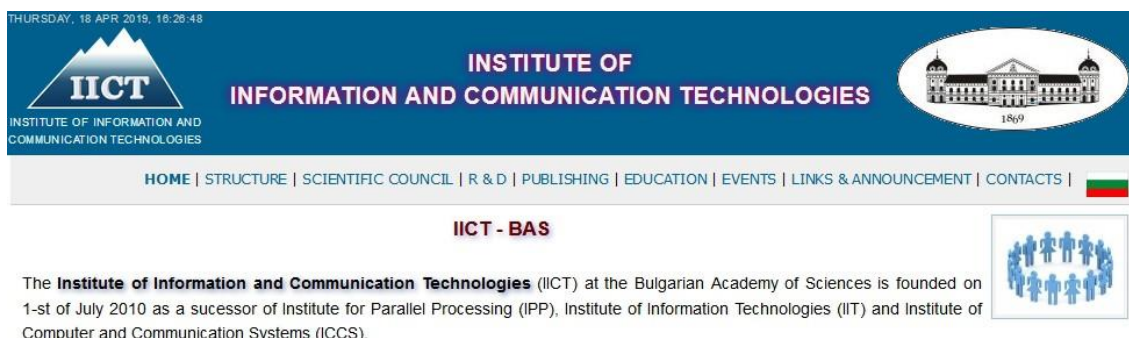 THURSDAY, 18 APR 2019, 16:26:48
IICT
INSTITUTE OF INFORMATION AND
COMMUNICATION TECHNOLOGIES
INSTITUTE OF
INFORMATION AND COMMUNICATION TECHNOLOGIES
1869
HOME | STRUCTURE | SCIENTIFIC COUNCIL | R & D | PUBLISHING | EDUCATION | EVENTS | LINKS & ANNOUNCEMENT | CONTACTS |
IICT - BAS
The Institute of Information and Communication Technologies (IICT) at the Bulgarian Academy of Sciences is founded on
1-st of July 2010 as a sucessor of Institute for Parallel Processing (IPP), Institute of Information Technologies (IIT) and Institute of
Computer and Communication Systems (ICCS).